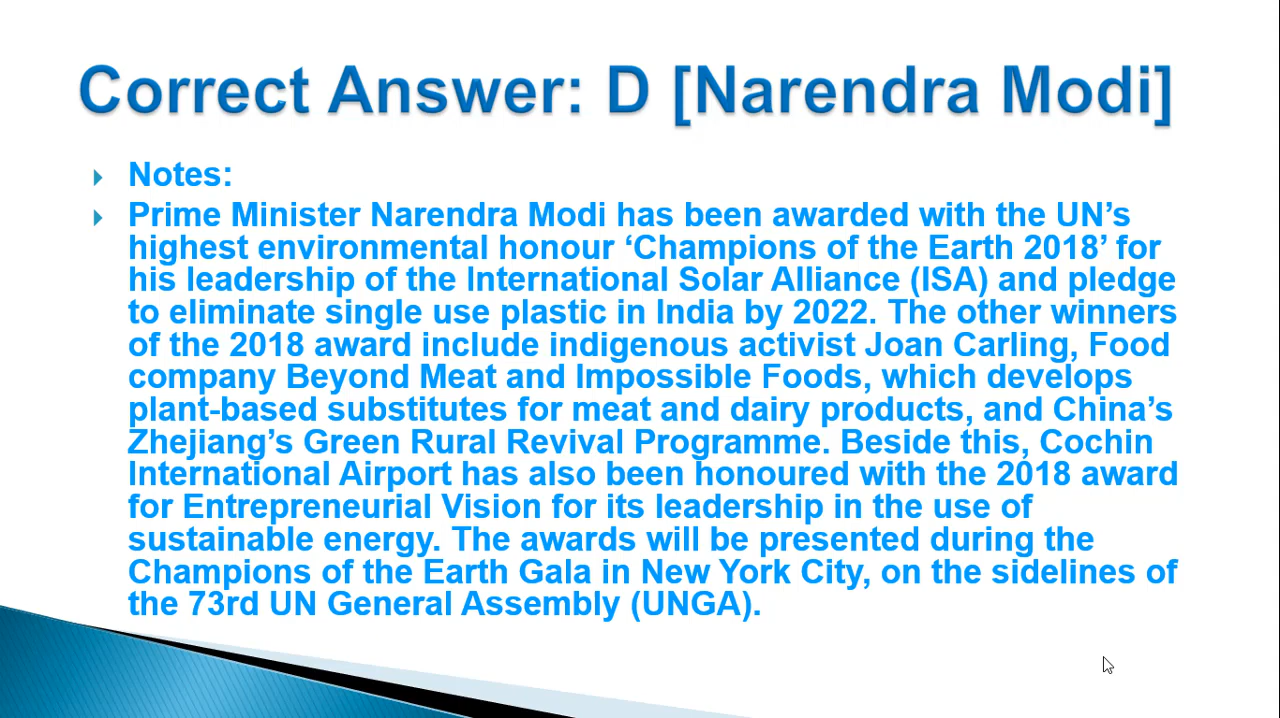 Correct Answer: D [Narendra Modi]
Notes:
Prime Minister Narendra Modi has been awarded with the UN’s
highest environmental honour ‘Champions of the Earth 2018’ for
his leadership of the International Solar Alliance (ISA) and pledge
to eliminate single use plastic in India by 2022. The other winners
of the 2018 award include indigenous activist Joan Carling, Food
company Beyond Meat and Impossible Foods, which develops
plant-based substitutes for meat and dairy products, and China’s
Zhejiang’s Green Rural Revival Programme. Beside this, Cochin
International Airport has also been honoured with the 2018 award
for Entrepreneurial Vision for its leadership in the use of
sustainable energy. The awards will be presented during the
Champions of the Earth Gala in New York City, on the sidelines of
the 73rd UN General Assembly (UNGA).